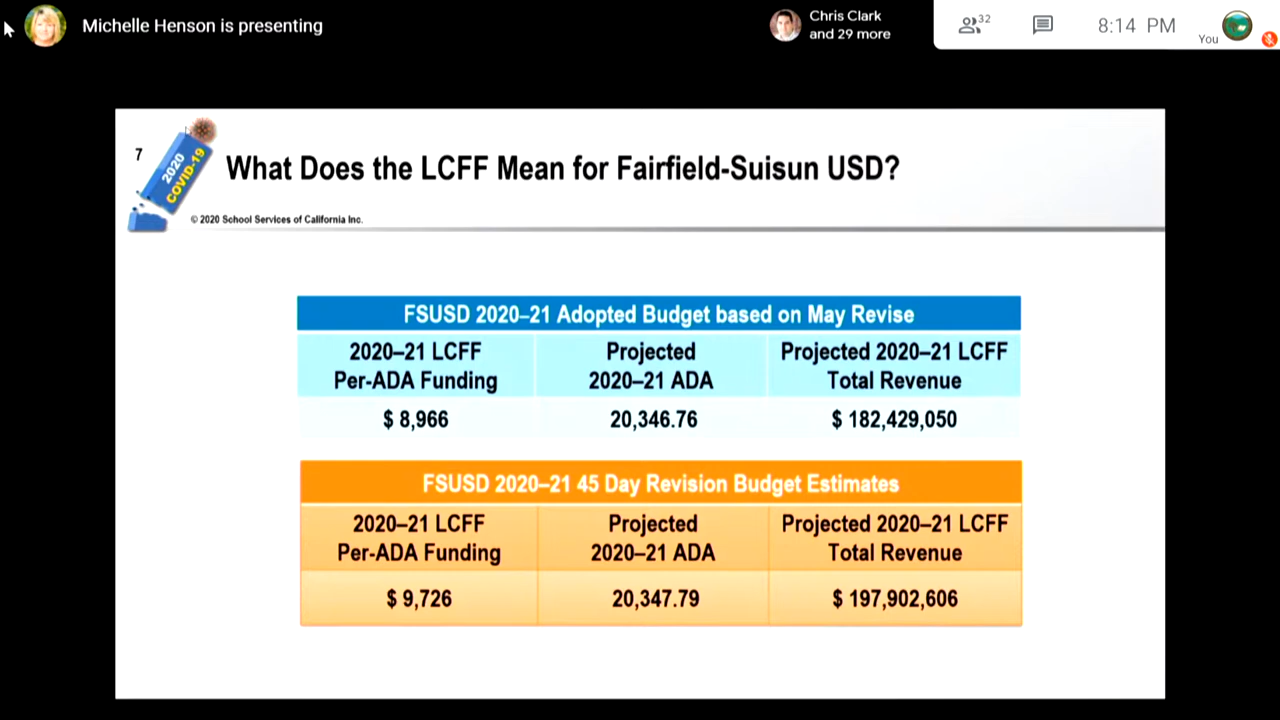 Michelle Henson is presenting
Chris Clark
and 29 more
32
8:14 PM
You
7
2020
COVID-19
What Does the LCFF Mean for Fairfield-Suisun USD?
© 2020 School Services of California Inc.
FSUSD 2020–21 Adopted Budget based on May Revise
2020–21 LCFF
Per-ADA Funding
Projected
2020–21 ADA
Projected 2020–21 LCFF
Total Revenue
$ 8,966
20,346.76
$ 182,429,050
FSUSD 2020–21 45 Day Revision Budget Estimates
2020–21 LCFF
Per-ADA Funding
Projected
2020–21 ADA
Projected 2020–21 LCFF
Total Revenue
$ 9,726
20,347.79
$ 197,902,606